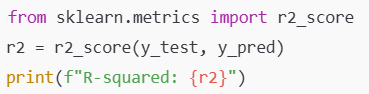 from sklearn.metrics import r2_score
r2 = r2_score(y_test, y_pred)
print(f"R-squared: {r2}")